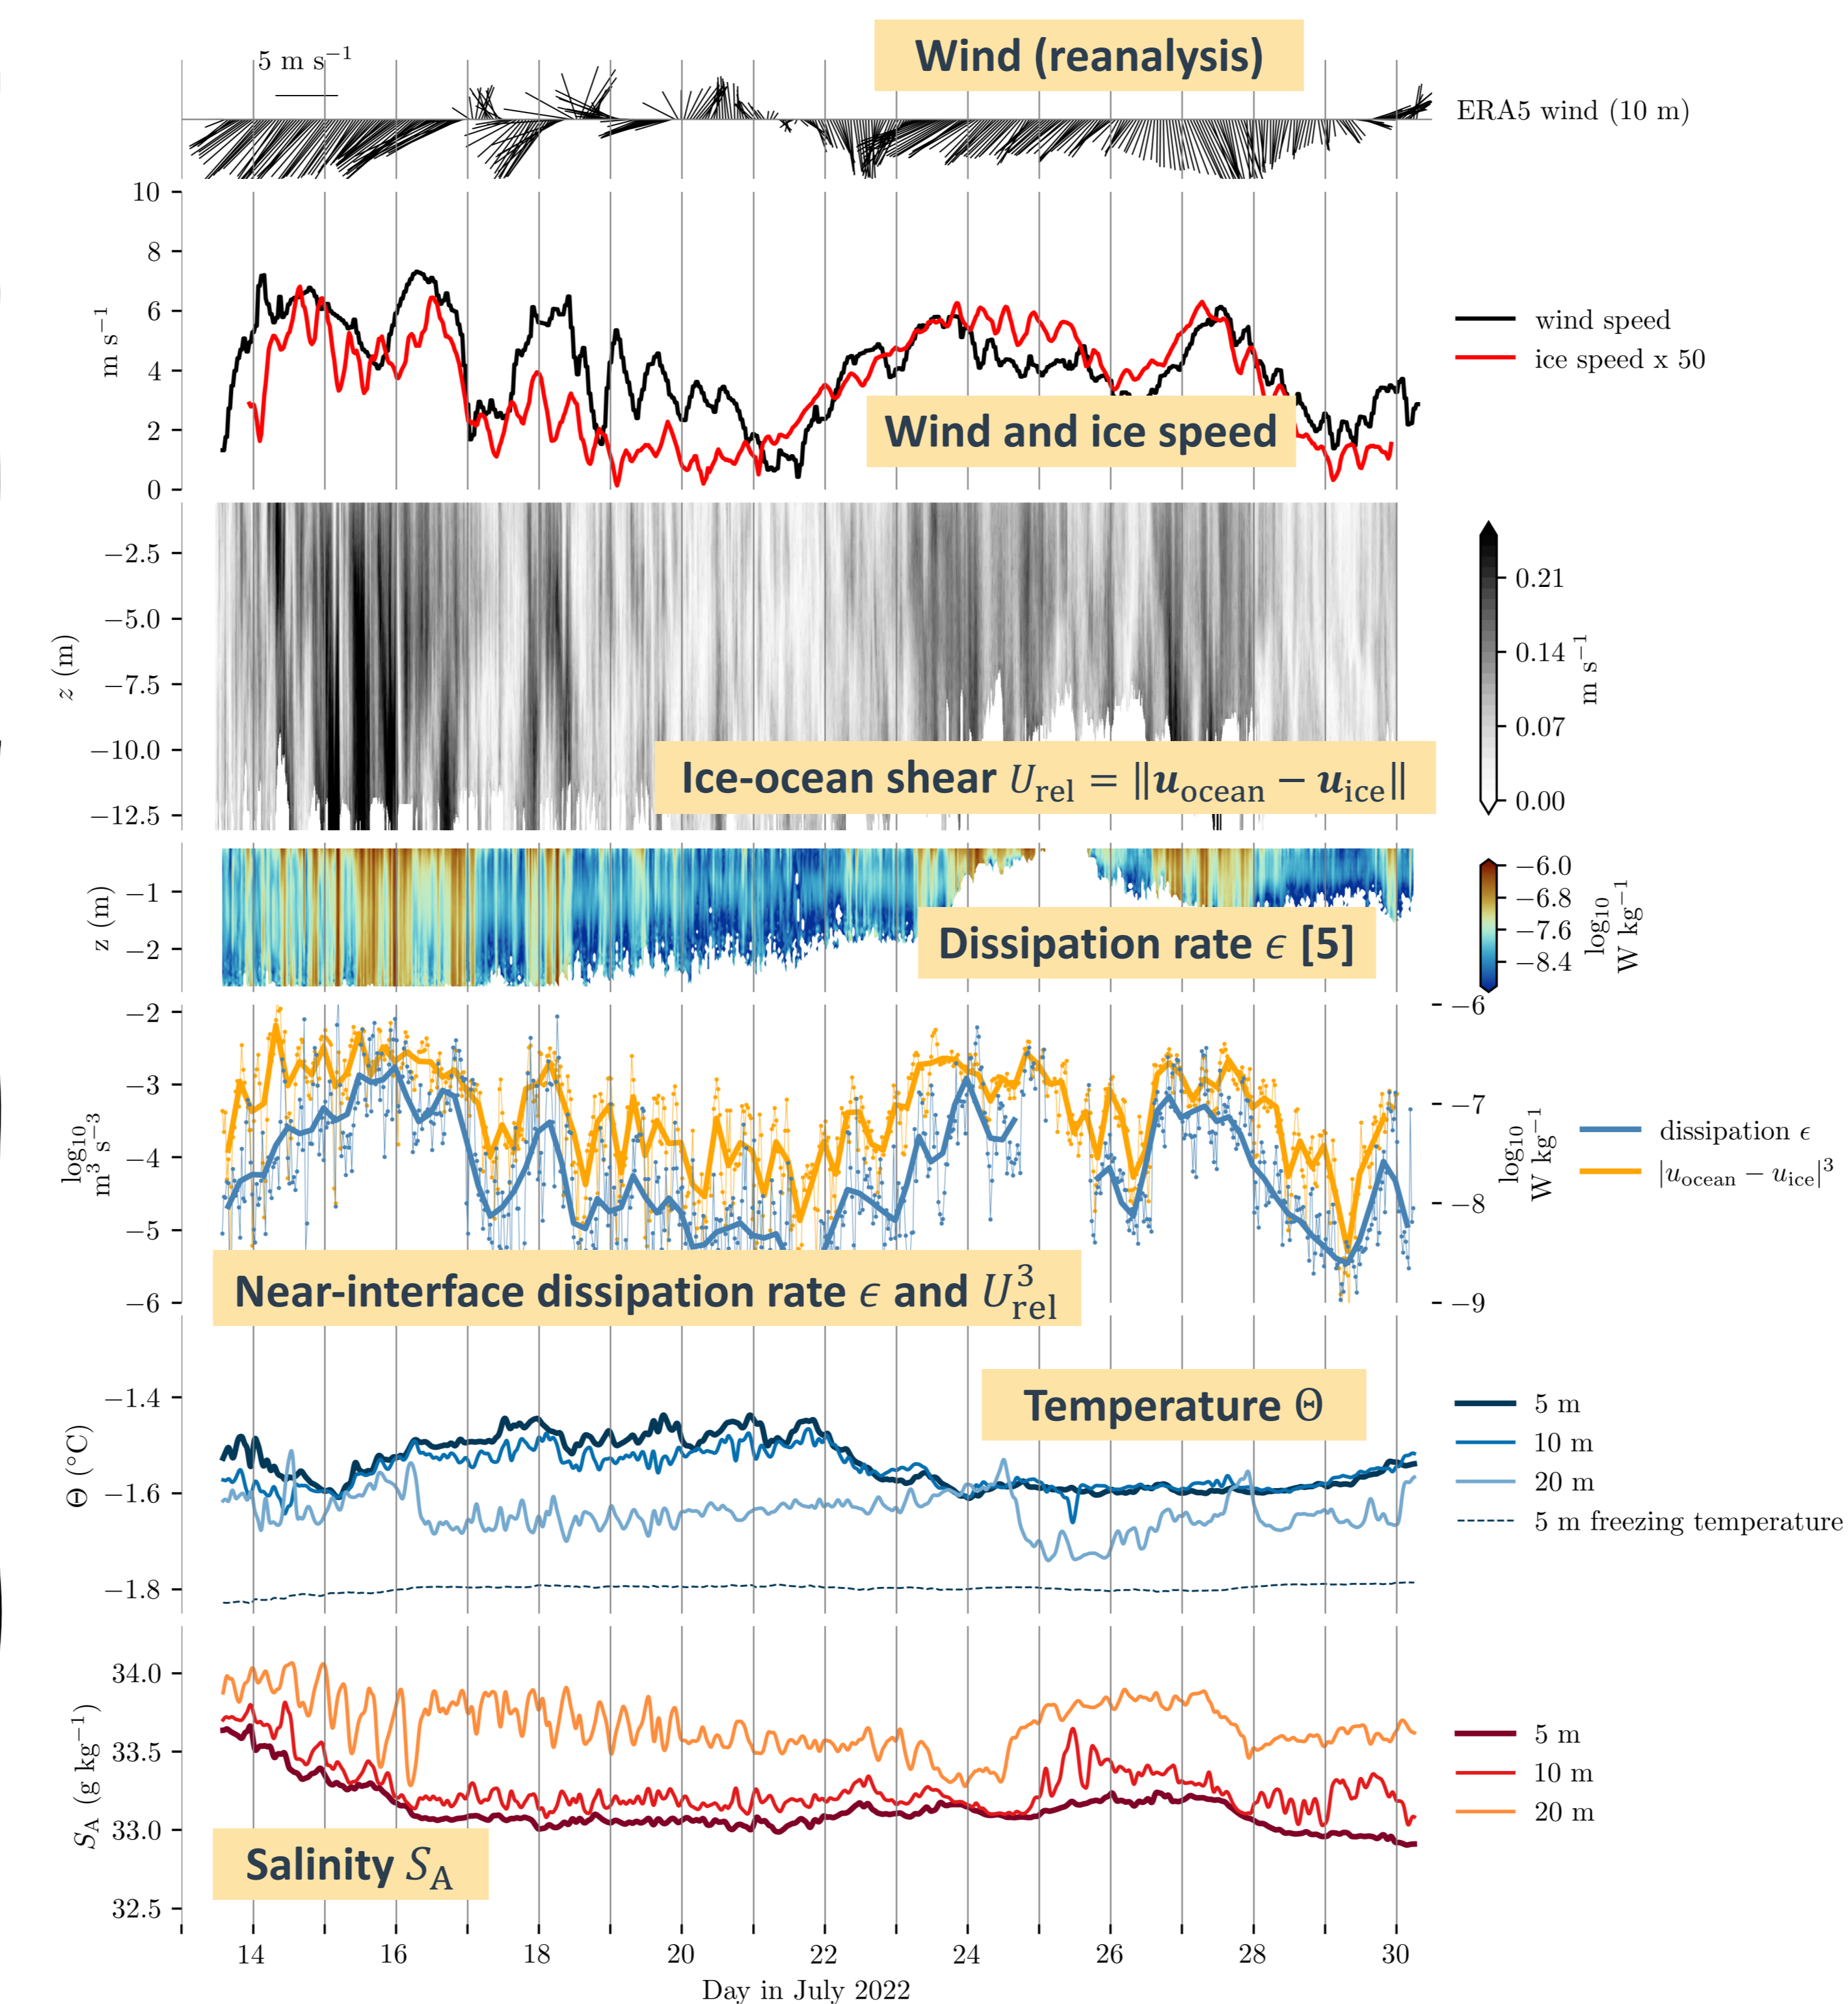 Wind (reanalysis)
5 m s⁻¹
ERA5 wind (10 m)
10
8
6
4
2
0
m s⁻¹
wind speed
ice speed x 50
Wind and ice speed
−2.5
−5.0
−7.5
−10.0
−12.5
z (m)
Ice-ocean shear U_rel = ‖u_ocean − u_ice‖
0.21
0.14
0.07
0.00
m s⁻¹
−1
−2
z (m)
Dissipation rate ϵ [5]
−6.0
−6.8
−7.6
−8.4
log10
W kg⁻¹
−2
−3
−4
−5
−6
log10
m³ s⁻³
−6
−7
−8
−9
log10
W kg⁻¹
dissipation ϵ
|u_ocean − u_ice|³
Near-interface dissipation rate ϵ and U³_rel
−1.4
−1.6
−1.8
Θ (°C)
Temperature Θ
5 m
10 m
20 m
5 m freezing temperature
34.0
33.5
33.0
32.5
S_A (g kg⁻¹)
Salinity S_A
5 m
10 m
20 m
14 16 18 20 22 24 26 28 30
Day in July 2022